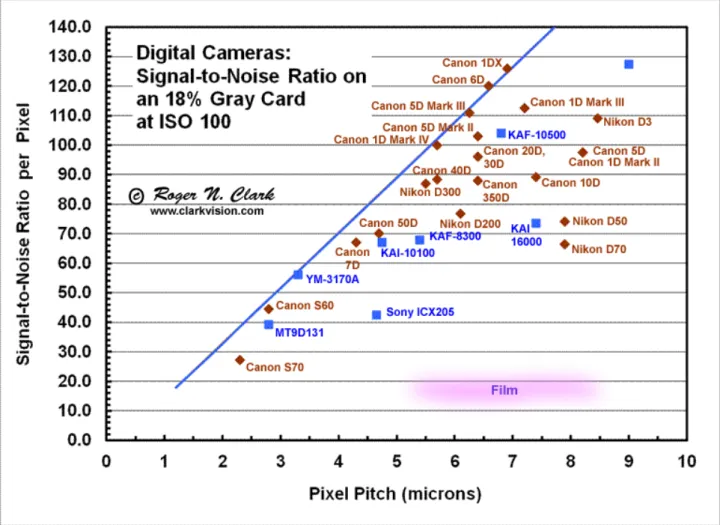 Digital Cameras:
Signal-to-Noise Ratio on
an 18% Gray Card
at ISO 100
© Roger N. Clark
www.clarkvision.com
Signal-to-Noise Ratio per Pixel
140.0
130.0
120.0
110.0
100.0
90.0
80.0
70.0
60.0
50.0
40.0
30.0
20.0
10.0
0.0
Canon 1DX
Canon 6D
Canon 5D Mark III
Canon 1D Mark III
Nikon D3
Canon 5D Mark II
KAF-10500
Canon 1D Mark IV
Canon 20D,
30D
Canon 5D
Canon 1D Mark II
Canon 40D
Nikon D300
Canon
350D
Canon 10D
Canon 50D
Nikon D200
KAI
16000
Nikon D50
KAF-8300
Canon
7D
KAI-10100
Nikon D70
YM-3170A
Canon S60
Sony ICX205
MT9D131
Canon S70
Film
0 1 2 3 4 5 6 7 8 9 10
Pixel Pitch (microns)